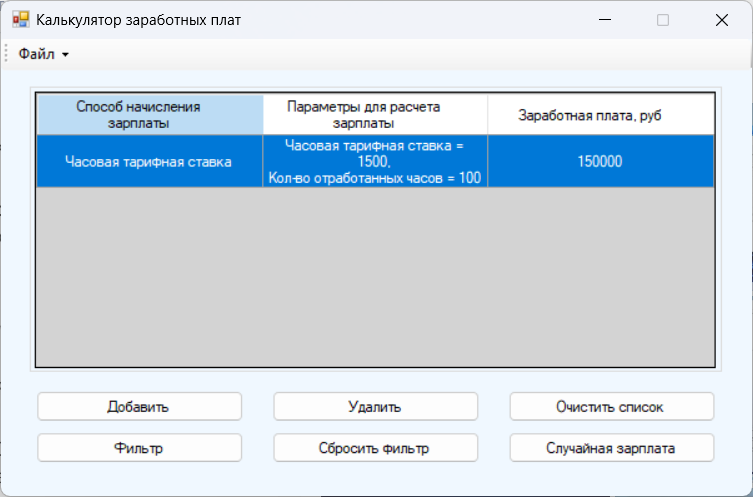 Калькулятор заработных плат
Файл
Способ начисления
зарплаты
Параметры для расчета
зарплаты
Заработная плата, руб
Часовая тарифная ставка
Часовая тарифная ставка =
1500,
Кол-во отработанных часов = 100
150000
Добавить
Удалить
Очистить список
Фильтр
Сбросить фильтр
Случайная зарплата